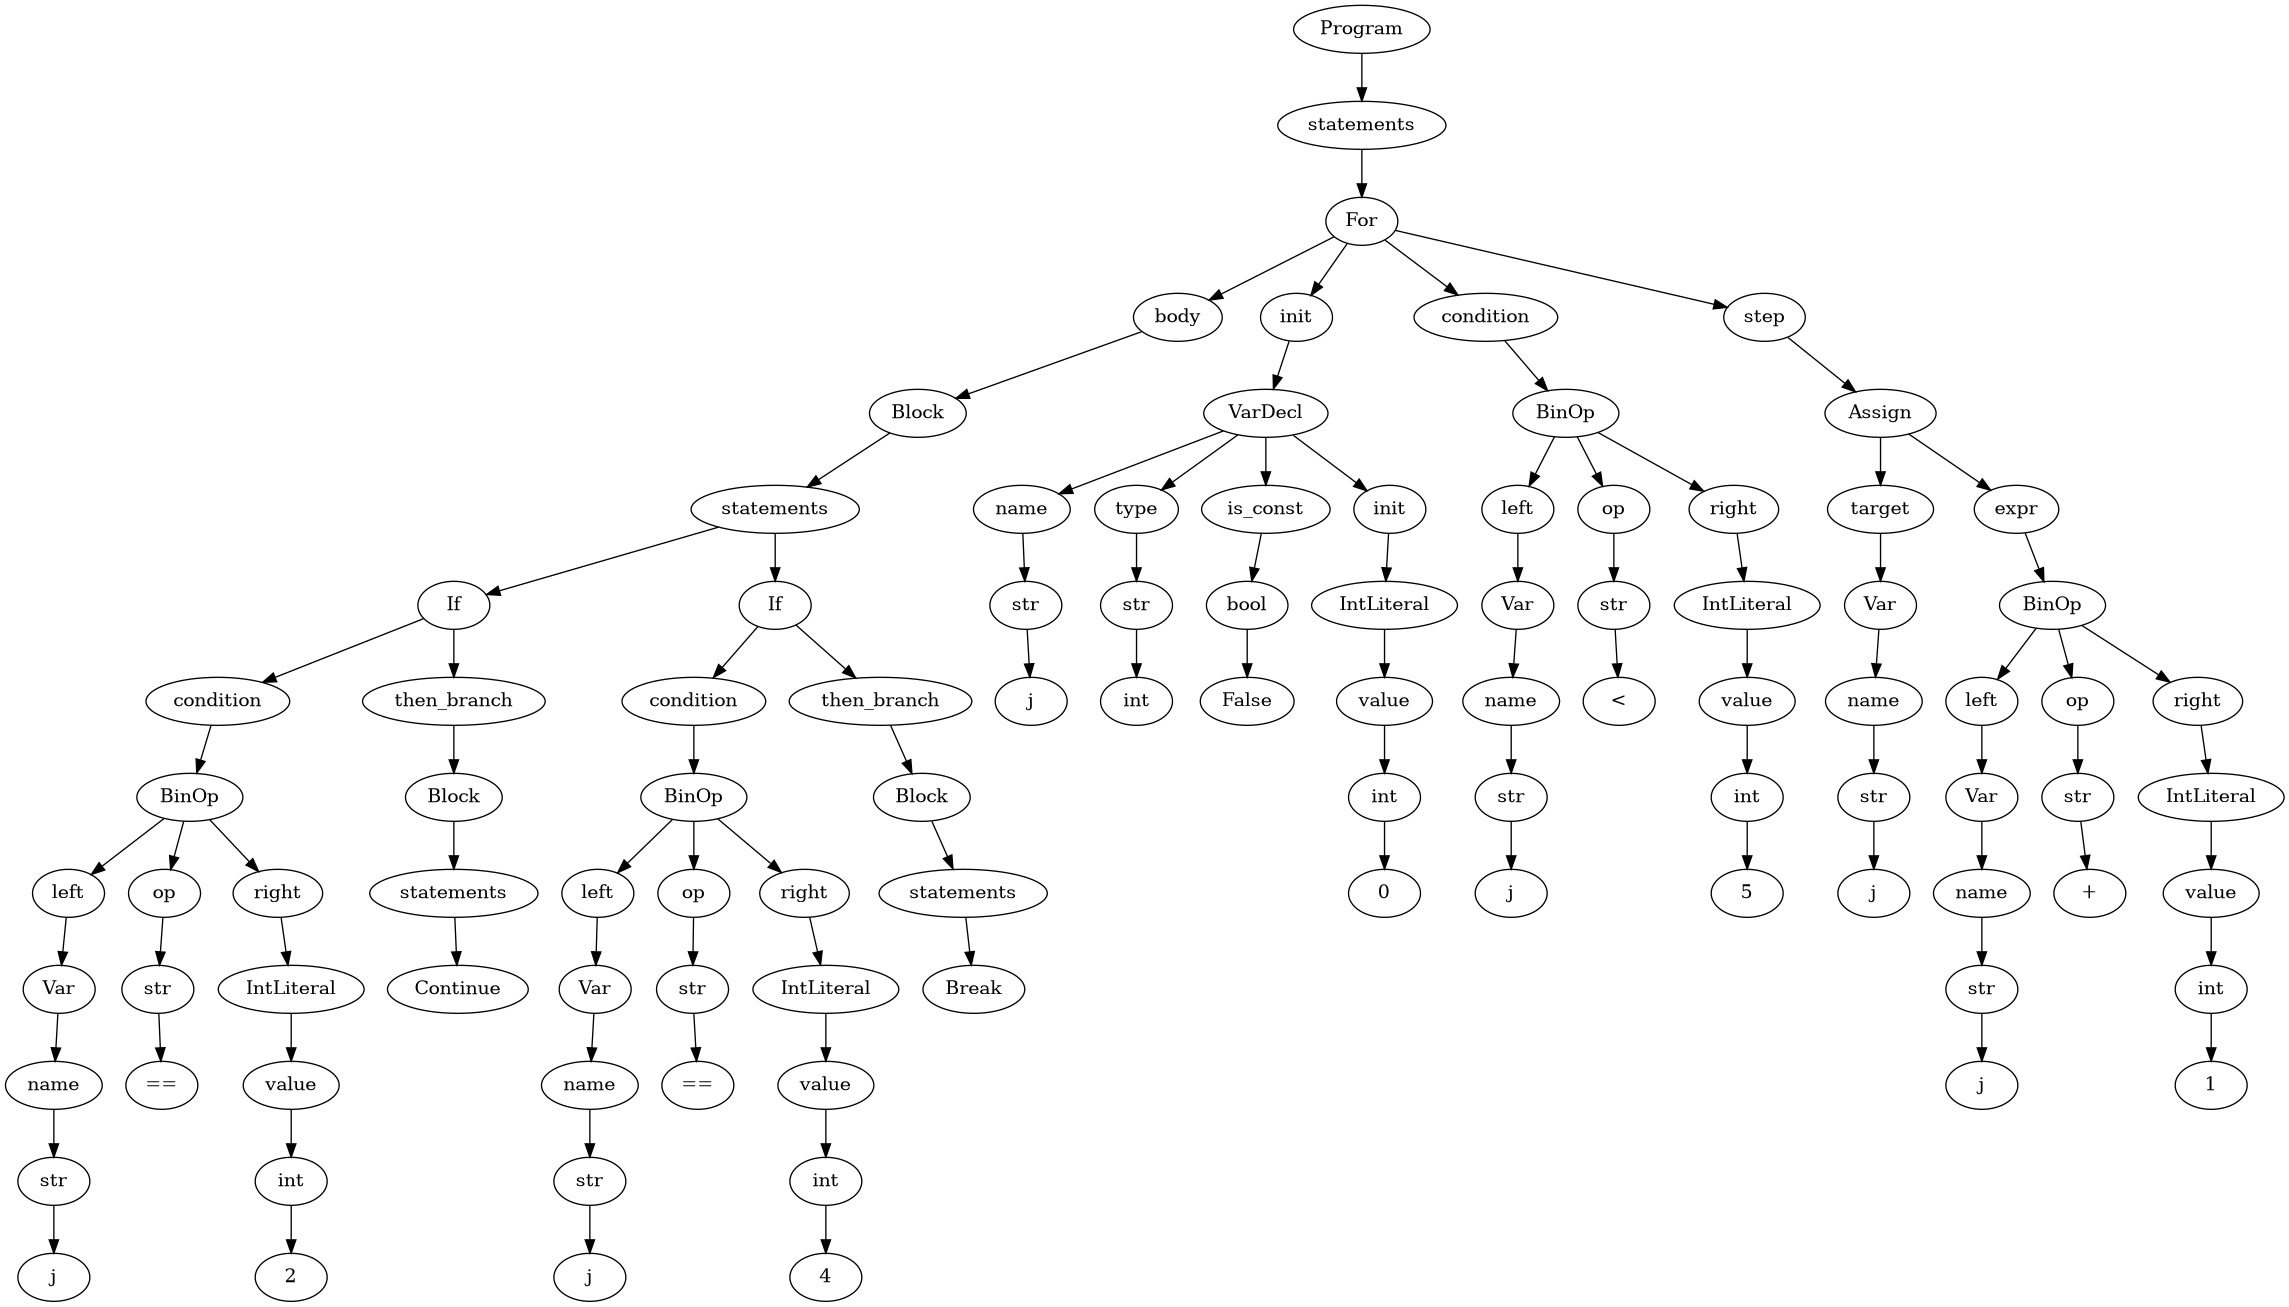 Program
statements
For
body init condition step
Block VarDecl BinOp Assign
statements name type is_const init left op right target expr
If If str str bool IntLiteral Var str IntLiteral Var BinOp
condition then_branch condition then_branch j int False value name < value name left op right
BinOp Block BinOp Block int str int str Var str IntLiteral
left op right statements left op right statements 0 j 5 j name + value
Var str IntLiteral Continue Var str IntLiteral Break str int
name == value name == value j 1
str int str int
j 2 j 4